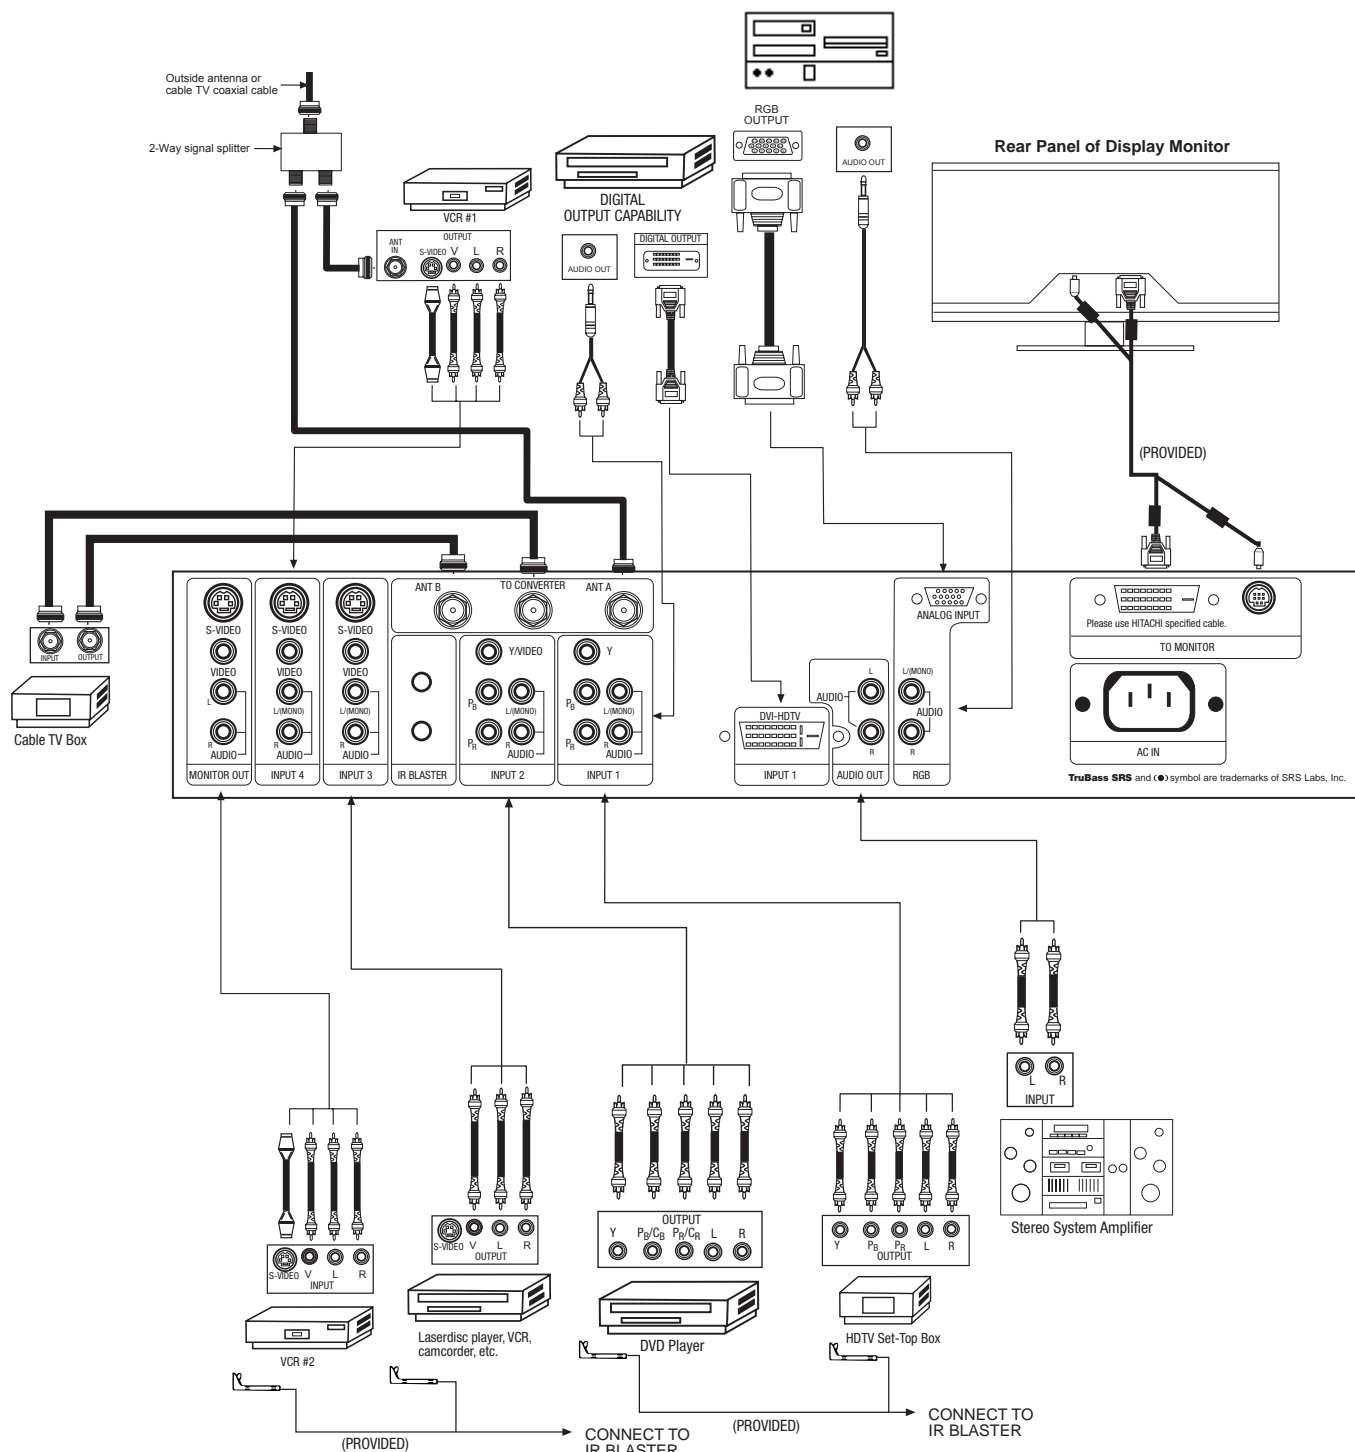 Outside antenna or
cable TV coaxial cable
2-Way signal splitter
VCR #1
ANT
IN
OUTPUT
S-VIDEO
V
L
R
DIGITAL
OUTPUT CAPABILITY
AUDIO OUT
DIGITAL OUTPUT
RGB
OUTPUT
AUDIO OUT
Rear Panel of Display Monitor
(PROVIDED)
INPUT
OUTPUT
Cable TV Box
S-VIDEO
VIDEO
L
R
AUDIO
MONITOR OUT
S-VIDEO
VIDEO
L/(MONO)
R
AUDIO
INPUT 4
S-VIDEO
VIDEO
L/(MONO)
R
AUDIO
INPUT 3
ANT B
TO CONVERTER
ANT A
IR BLASTER
Y/VIDEO
PB
L/(MONO)
PR
R
AUDIO
INPUT 2
Y
PB
L/(MONO)
PR
R
AUDIO
INPUT 1
DVI-HDTV
INPUT 1
L
AUDIO
R
AUDIO OUT
ANALOG INPUT
L/(MONO)
AUDIO
R
RGB
Please use HITACHI specified cable.
TO MONITOR
AC IN
TruBass SRS and (●) symbol are trademarks of SRS Labs, Inc.
S-VIDEO
V
L
R
INPUT
VCR #2
S-VIDEO
V
L
R
OUTPUT
Laserdisc player, VCR,
camcorder, etc.
OUTPUT
Y
PB/CB
PR/CR
L
R
DVD Player
Y
PB
PR
L
R
OUTPUT
HDTV Set-Top Box
L
R
INPUT
Stereo System Amplifier
(PROVIDED)
CONNECT TO
IR BLASTER
(PROVIDED)
CONNECT TO
IR BLASTER